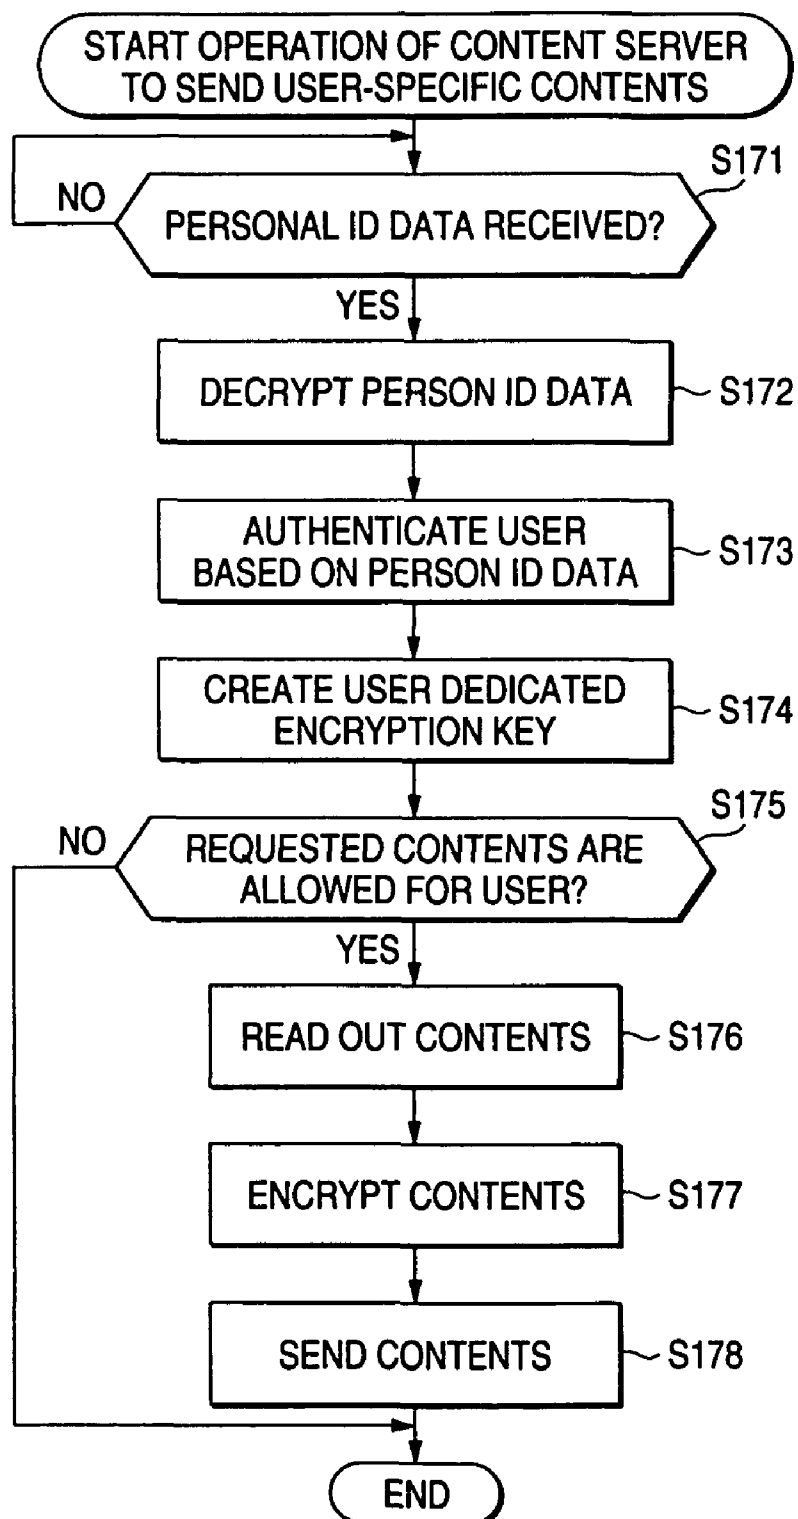 START OPERATION OF CONTENT SERVER
TO SEND USER-SPECIFIC CONTENTS
S171
NO
PERSONAL ID DATA RECEIVED?
YES
DECRYPT PERSON ID DATA
S172
AUTHENTICATE USER
BASED ON PERSON ID DATA
S173
CREATE USER DEDICATED
ENCRYPTION KEY
S174
S175
NO
REQUESTED CONTENTS ARE
ALLOWED FOR USER?
YES
READ OUT CONTENTS
S176
ENCRYPT CONTENTS
S177
SEND CONTENTS
S178
END